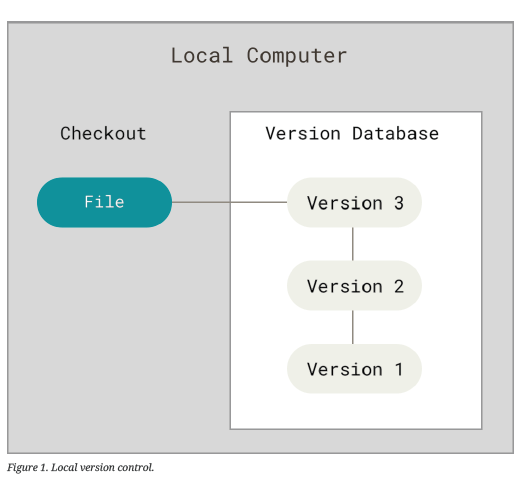 Local Computer
Checkout
Version Database
File
Version 3
Version 2
Version 1
Figure 1. Local version control.